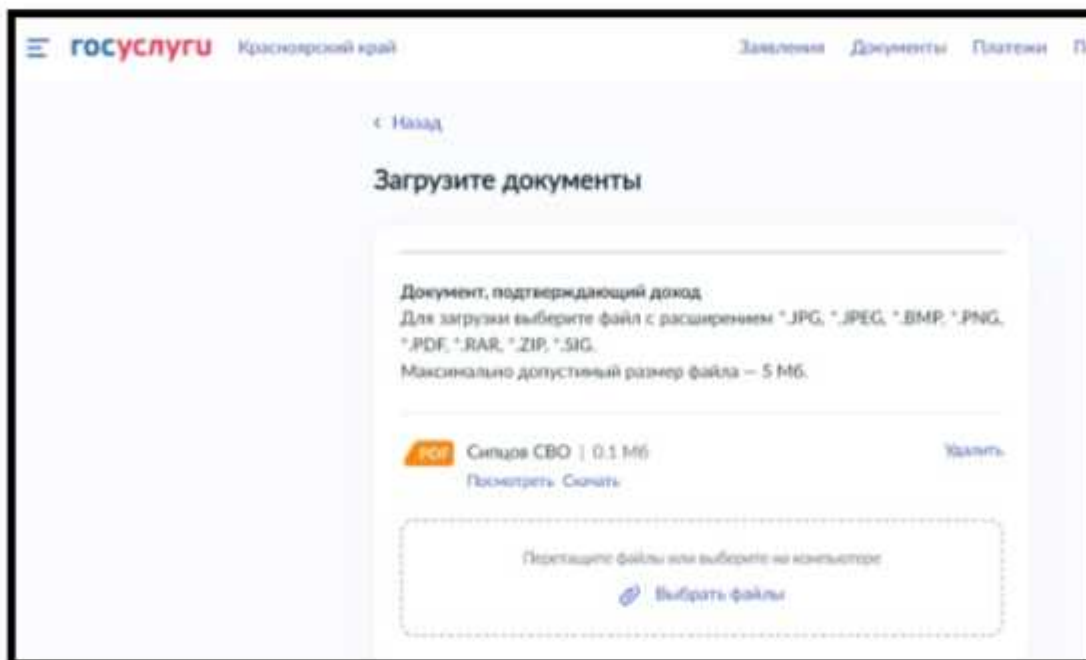 госуслуги Красноярский край Заявления Документы Платежи П
Назад
Загрузите документы
Документ, подтверждающий доход
Для загрузки выберите файл с расширением *.JPG, *.JPEG, *.BMP, *.PNG,
*.PDF, *.RAR, *.ZIP, *.SIG.
Максимально допустимый размер файла — 5 Мб.
PDF Сипцов СВО | 0.1 Мб Удалить
Посмотреть Скачать
Перетащите файлы или выберите на компьютере
Выбрать файлы